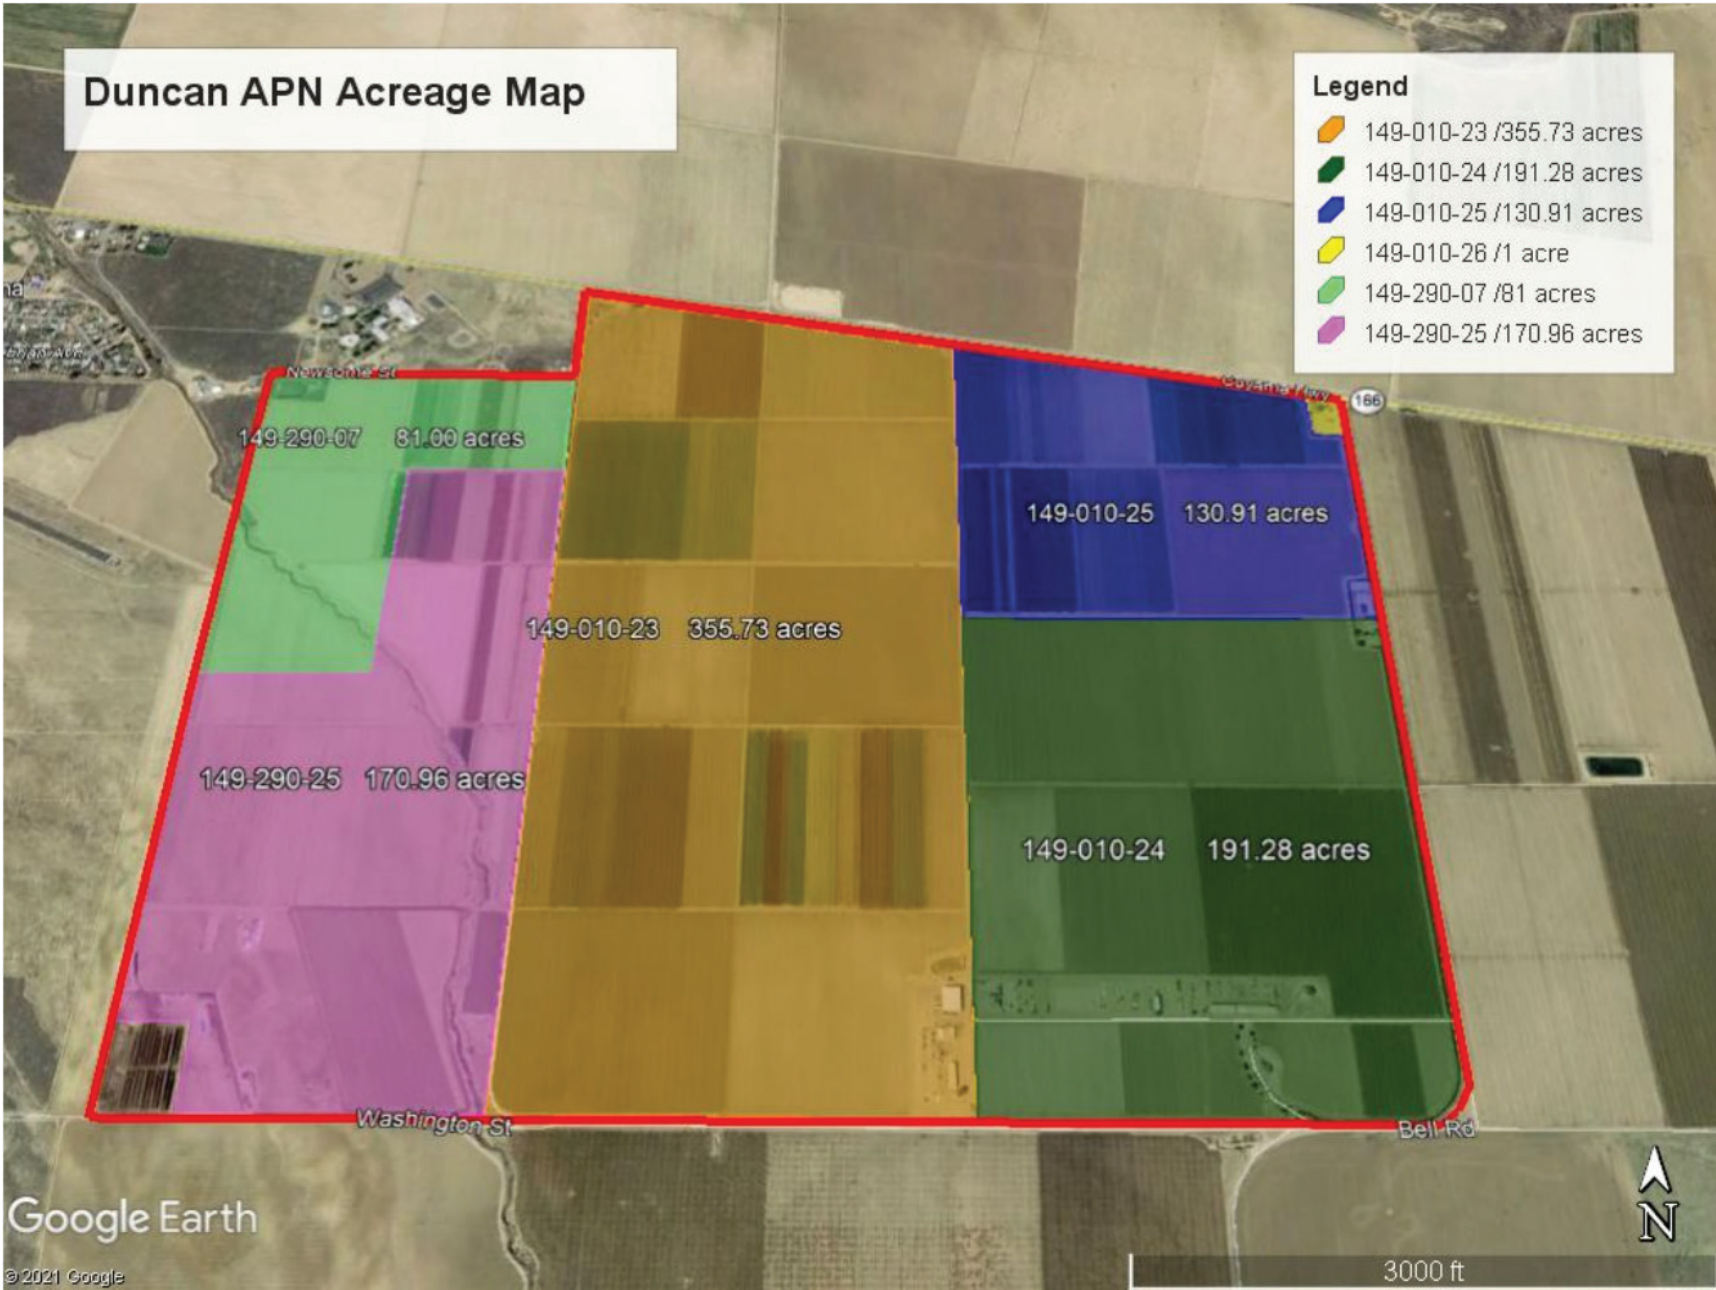 Duncan APN Acreage Map
Legend
149-010-23 /355.73 acres
149-010-24 /191.28 acres
149-010-25 /130.91 acres
149-010-26 /1 acre
149-290-07 /81 acres
149-290-25 /170.96 acres
na
Newsome St
Cuyama Hwy
166
149-290-07 81.00 acres
149-010-25 130.91 acres
149-010-23 355.73 acres
149-290-25 170.96 acres
149-010-24 191.28 acres
Washington St
Bell Rd
N
Google Earth
© 2021 Google
3000 ft